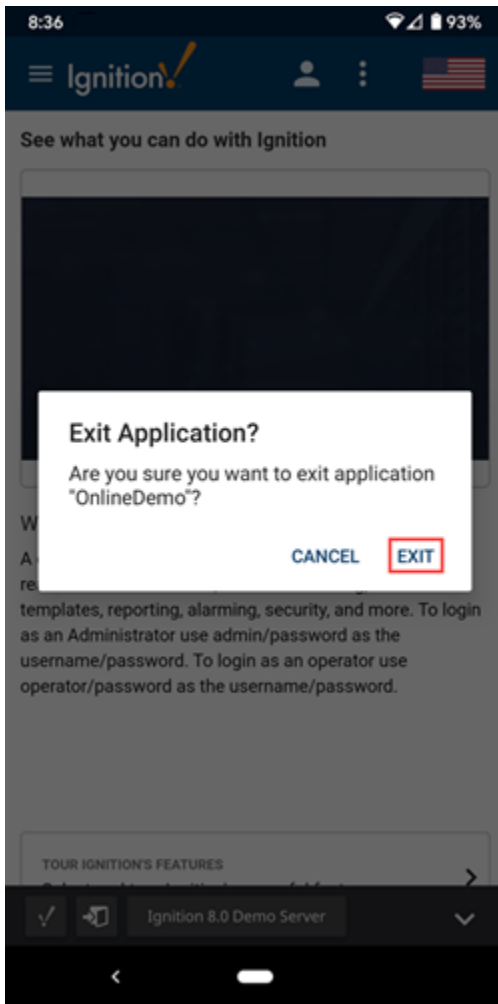 8:36
93%
Ignition!
See what you can do with Ignition
Exit Application?
Are you sure you want to exit application
"OnlineDemo"?
CANCEL EXIT
W
A
re
templates, reporting, alarming, security, and more. To login
as an Administrator use admin/password as the
username/password. To login as an operator use
operator/password as the username/password.
TOUR IGNITION'S FEATURES
Ignition 8.0 Demo Server